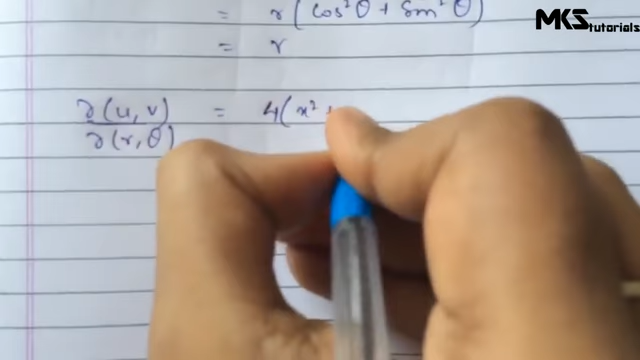 = r(cos²θ + sin²θ)
MKS tutorials
= r
∂(u,v)
∂(r,θ) = 4(x² +